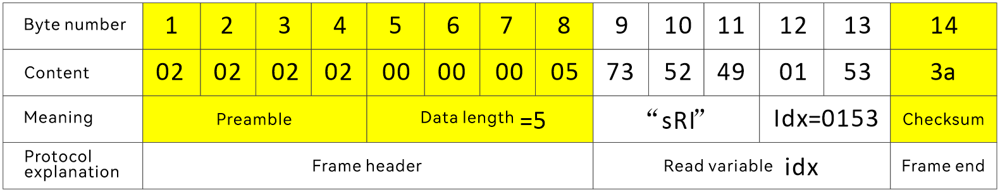 Byte number 1 2 3 4 5 6 7 8 9 10 11 12 13 14
Content 02 02 02 02 00 00 00 05 73 52 49 01 53 3a
Meaning Preamble Data length =5 “sRI” Idx=0153 Checksum
Protocol explanation Frame header Read variable idx Frame end